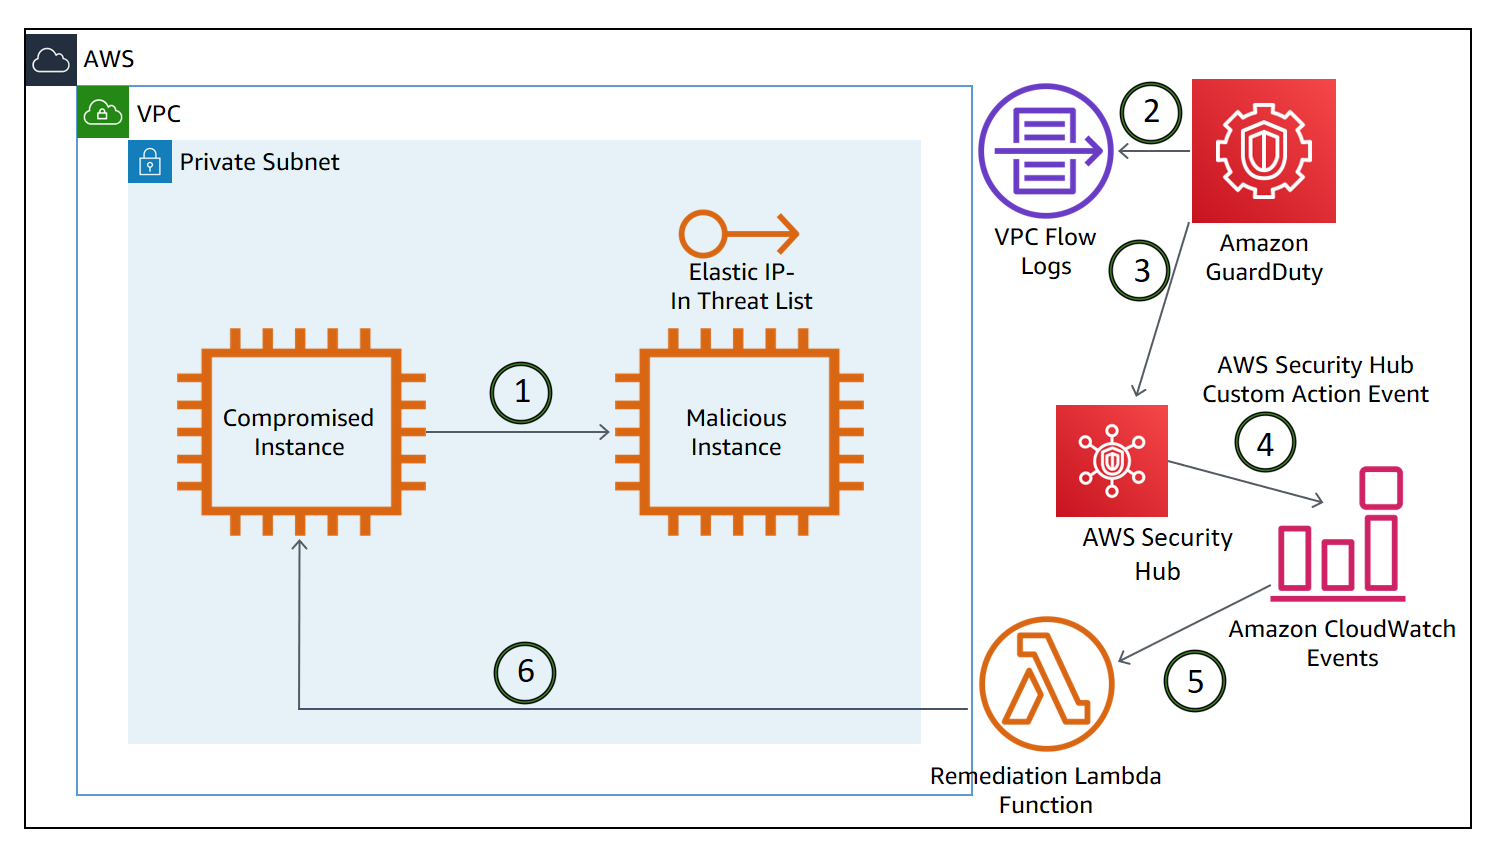 AWS
VPC
Private Subnet
Elastic IP-
In Threat List
Compromised
Instance
1
Malicious
Instance
2
VPC Flow
Logs
Amazon
GuardDuty
3
AWS Security Hub
Custom Action Event
4
AWS Security
Hub
Amazon CloudWatch
Events
5
6
Remediation Lambda
Function